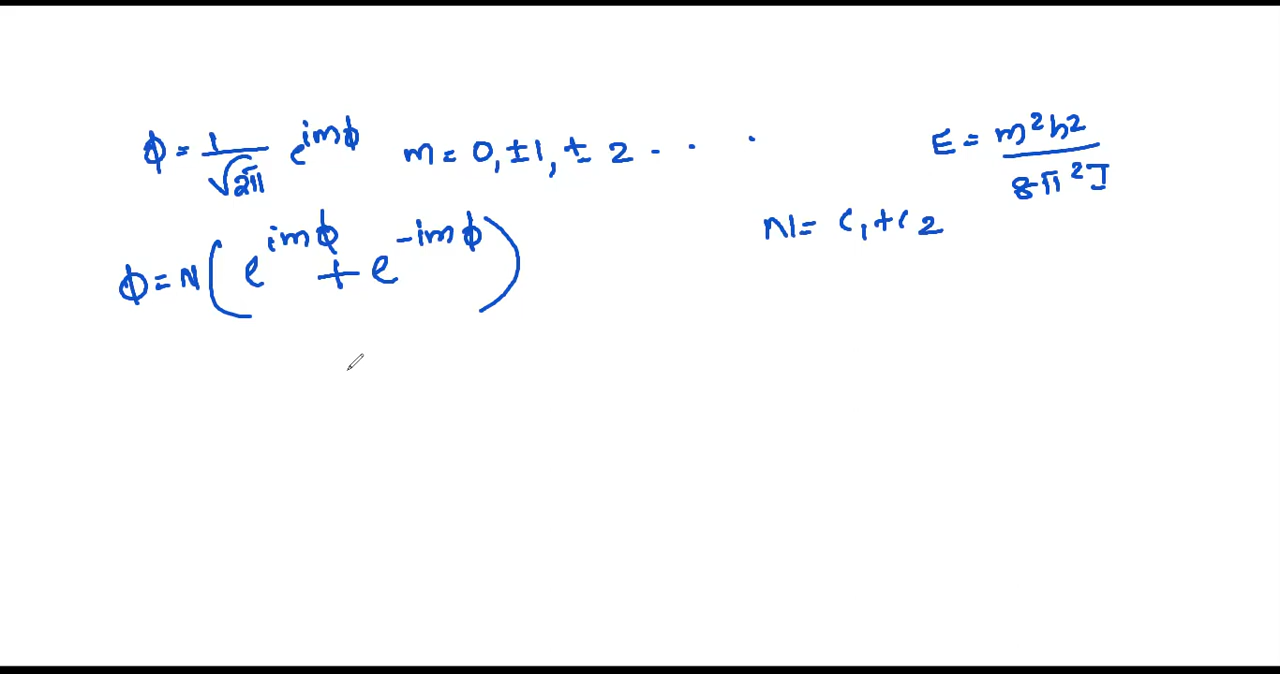 ϕ = 1/√2π e^imϕ m = 0, ±1, ± 2 - . . E = m²h²/8π²I
N = C₁ + C₂
ϕ = N(e^imϕ + e^-imϕ)